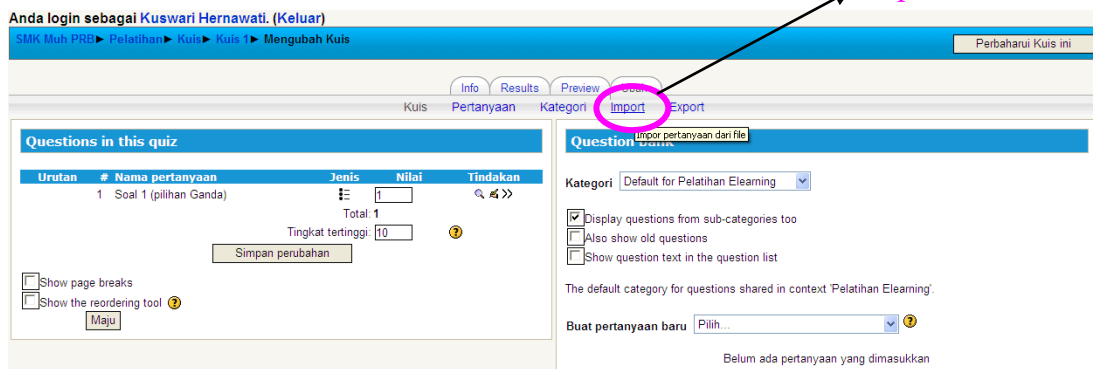 Anda login sebagai Kuswari Hernawati. (Keluar)
SMK Muh PRB► Pelatihan► Kuis► Kuis 1► Mengubah Kuis
Perbaharui Kuis ini
Info Results Preview
Kuis Pertanyaan Kategori Import Export
Impor pertanyaan dari file
Questions in this quiz
Urutan # Nama pertanyaan Jenis Nilai Tindakan
1 Soal 1 (pilihan Ganda) 1
Total: 1
Tingkat tertinggi: 10
Simpan perubahan
Show page breaks
Show the reordering tool
Maju
Question bank
Kategori Default for Pelatihan Elearning
Display questions from sub-categories too
Also show old questions
Show question text in the question list
The default category for questions shared in context 'Pelatihan Elearning'.
Buat pertanyaan baru Pilih...
Belum ada pertanyaan yang dimasukkan